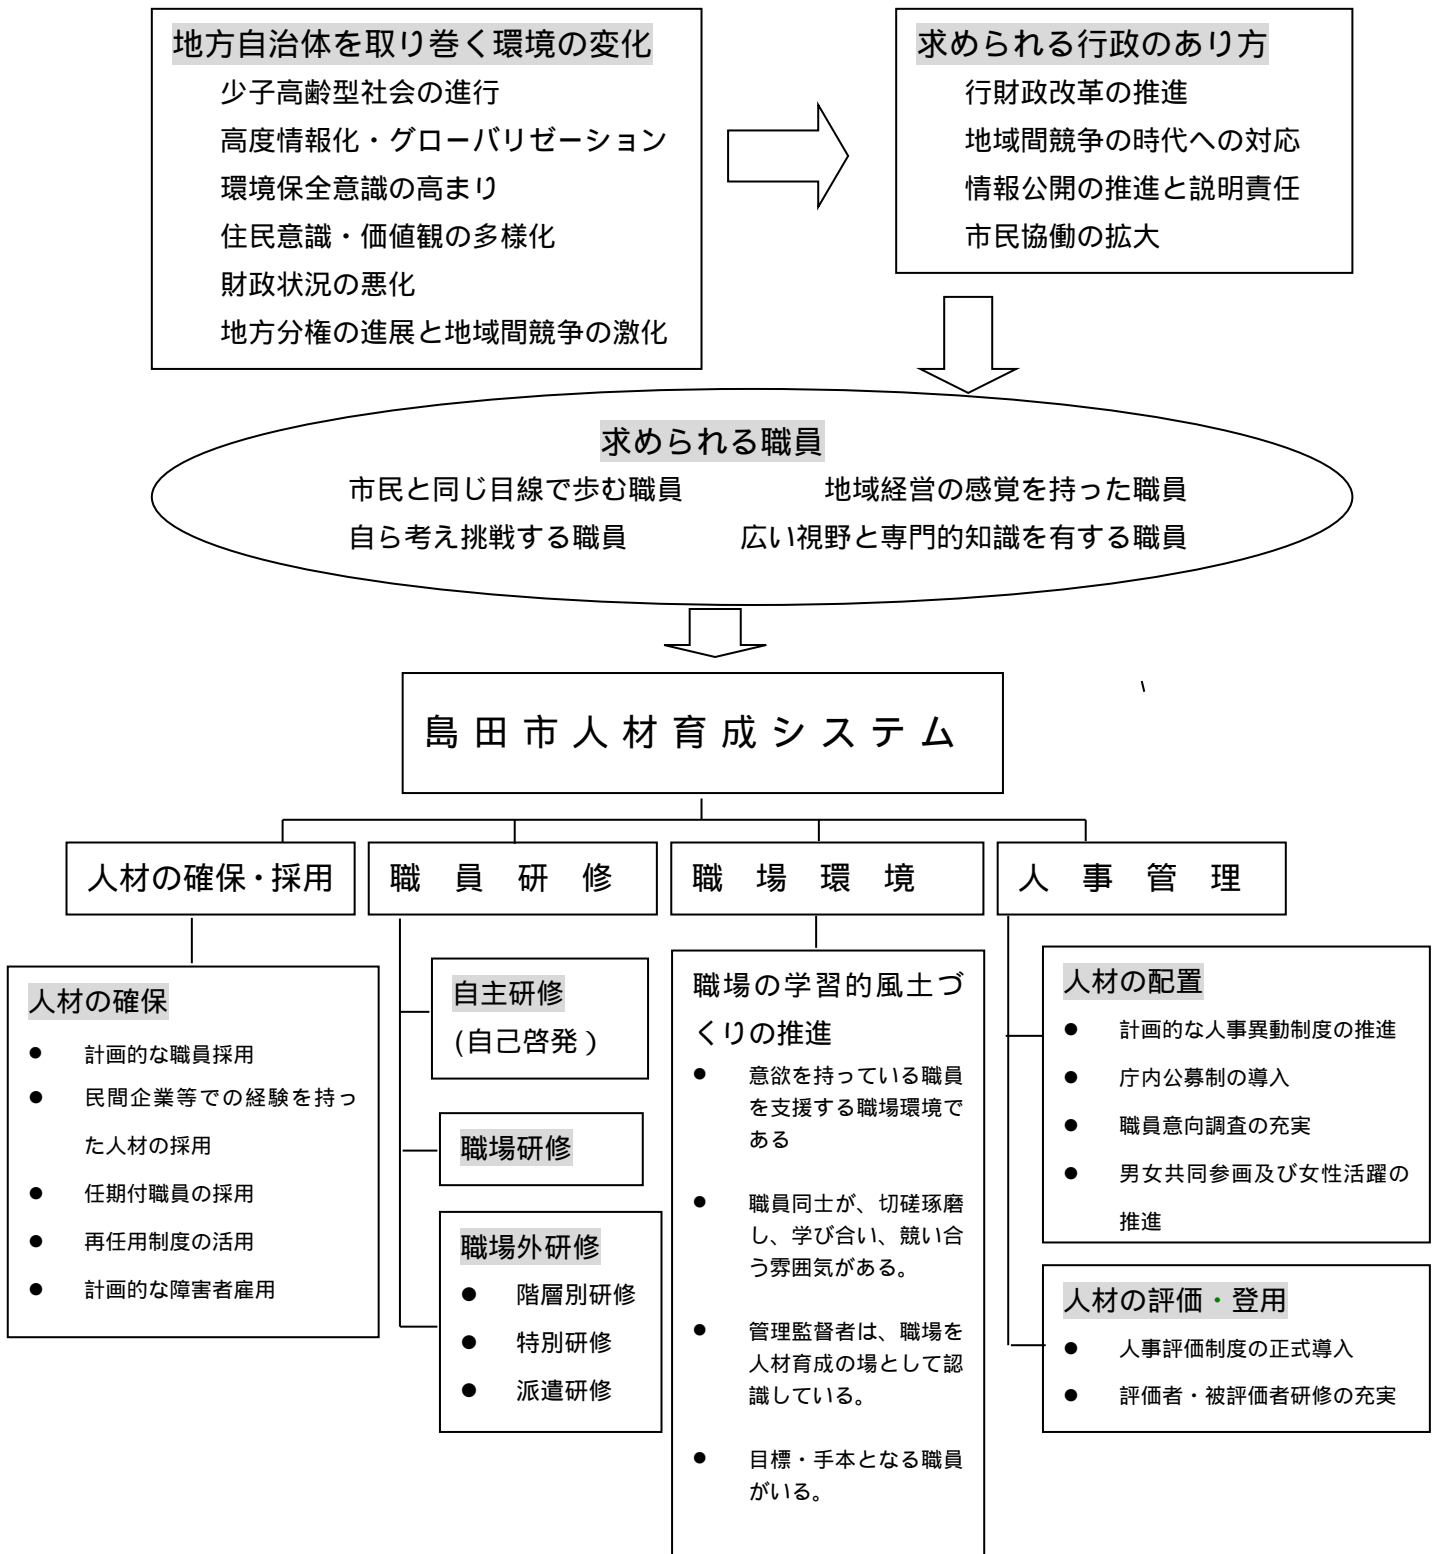 地方自治体を取り巻く環境の変化
少子高齢型社会の進行
高度情報化・グローバリゼーション
環境保全意識の高まり
住民意識・価値観の多様化
財政状況の悪化
地方分権の進展と地域間競争の激化
求められる行政のあり方
行財政改革の推進
地域間競争の時代への対応
情報公開の推進と説明責任
市民協働の拡大
求められる職員
市民と同じ目線で歩む職員　地域経営の感覚を持った職員
自ら考え挑戦する職員　広い視野と専門的知識を有する職員
島田市人材育成システム
人材の確保・採用
人材の確保
● 計画的な職員採用
● 民間企業等での経験を持っ
た人材の採用
● 任期付職員の採用
● 再任用制度の活用
● 計画的な障害者雇用
職　員　研　修
自主研修
(自己啓発）
職場研修
職場外研修
● 階層別研修
● 特別研修
● 派遣研修
職　場　環　境
職場の学習的風土づ
くりの推進
● 意欲を持っている職員
を支援する職場環境で
ある
● 職員同士が、切磋琢磨
し、学び合い、競い合
う雰囲気がある。
● 管理監督者は、職場を
人材育成の場として認
識している。
● 目標・手本となる職員
がいる。
人　事　管　理
人材の配置
● 計画的な人事異動制度の推進
● 庁内公募制の導入
● 職員意向調査の充実
● 男女共同参画及び女性活躍の
推進
人材の評価・登用
● 人事評価制度の正式導入
● 評価者・被評価者研修の充実